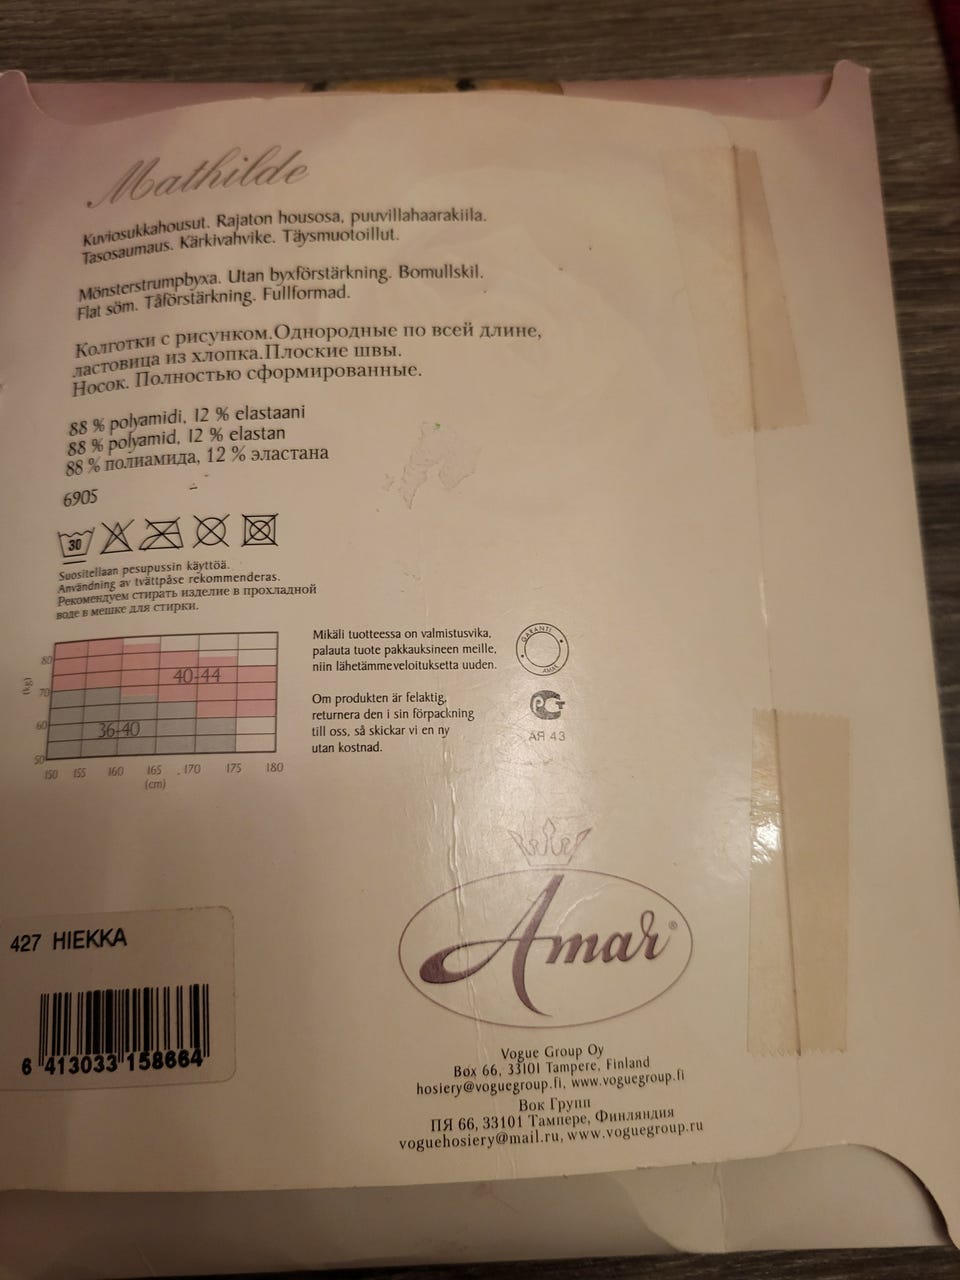 Mathilde
Kuviosukkahousut. Rajaton housosa, puuvillahaarakiila.
Tasosaumaus. Kärkivahvike. Täysmuotoillut.
Mönsterstrumpbyxa. Utan byxförstärkning. Bomullskil.
Flat söm. Tåförstärkning. Fullformad.
Колготки с рисунком.Однородные по всей длине,
ластовица из хлопка.Плоские швы.
Носок. Полностью сформированные.
88 % polyamidi, 12 % elastaani
88 % polyamid, 12 % elastan
88 % полиамида, 12 % эластана
6905
30
Suositellaan pesupussin käyttöä.
Användning av tvättpåse rekommenderas.
Рекомендуем стирать изделие в прохладной
воде в мешке для стирки.
(kg)
80
70
60
50
40-44
36-40
150 155 160 165 170 175 180
(cm)
Mikäli tuotteessa on valmistusvika,
palauta tuote pakkauksineen meille,
niin lähetämmeveloituksetta uuden.
Om produkten är felaktig,
returnera den i sin förpackning
till oss, så skickar vi en ny
utan kostnad.
GARANTI
AMAR
РСТ
АЯ 43
427 HIEKKA
6 413033 158664
Amar®
Vogue Group Oy
Box 66, 33101 Tampere, Finland
hosiery@voguegroup.fi, www.voguegroup.fi
Вок Групп
ПЯ 66, 33101 Тампере, Финляндия
voguehosiery@mail.ru, www.voguegroup.ru